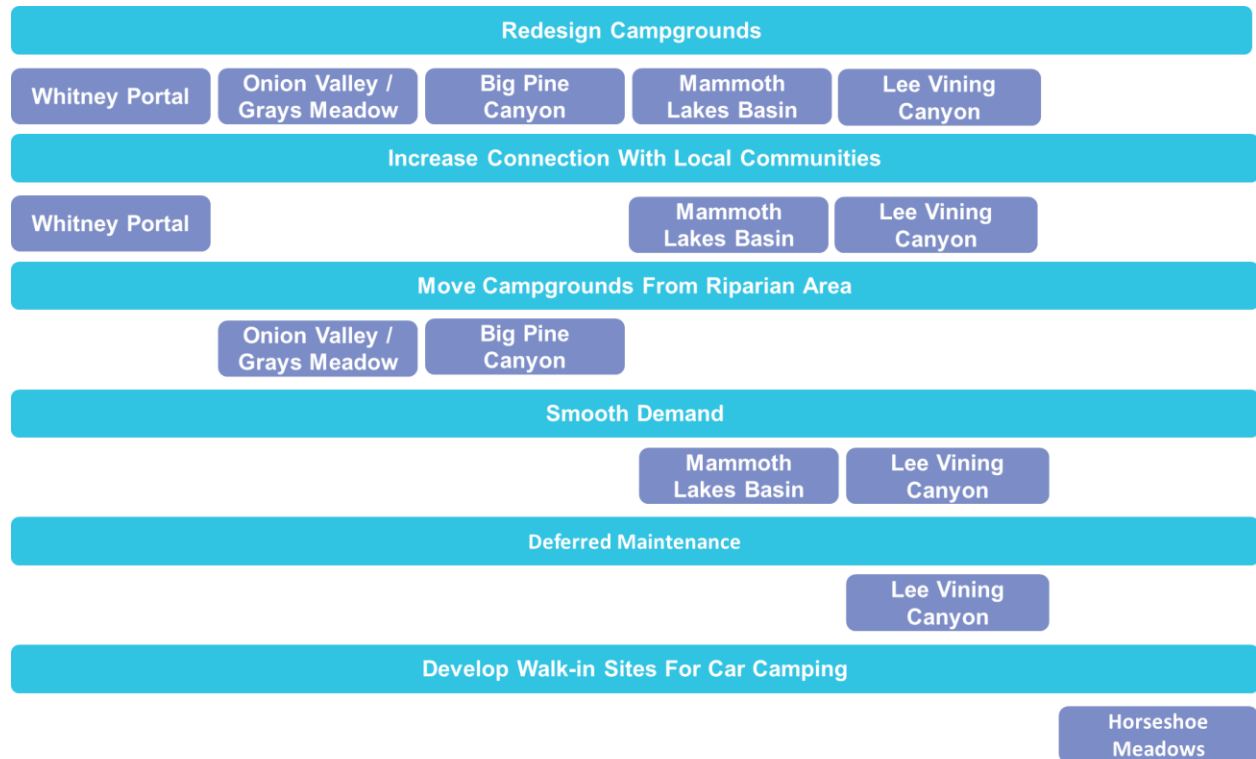 Redesign Campgrounds
Whitney Portal
Onion Valley /
Grays Meadow
Big Pine
Canyon
Mammoth
Lakes Basin
Lee Vining
Canyon
Increase Connection With Local Communities
Whitney Portal
Mammoth
Lakes Basin
Lee Vining
Canyon
Move Campgrounds From Riparian Area
Onion Valley /
Grays Meadow
Big Pine
Canyon
Smooth Demand
Mammoth
Lakes Basin
Lee Vining
Canyon
Deferred Maintenance
Lee Vining
Canyon
Develop Walk-in Sites For Car Camping
Horseshoe
Meadows